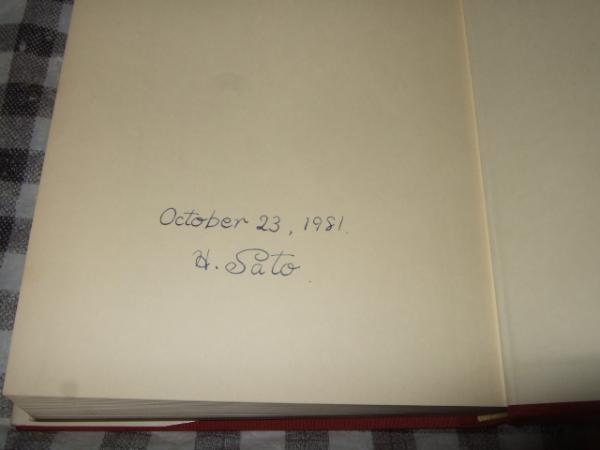 October 23, 1981.
H. Sato.